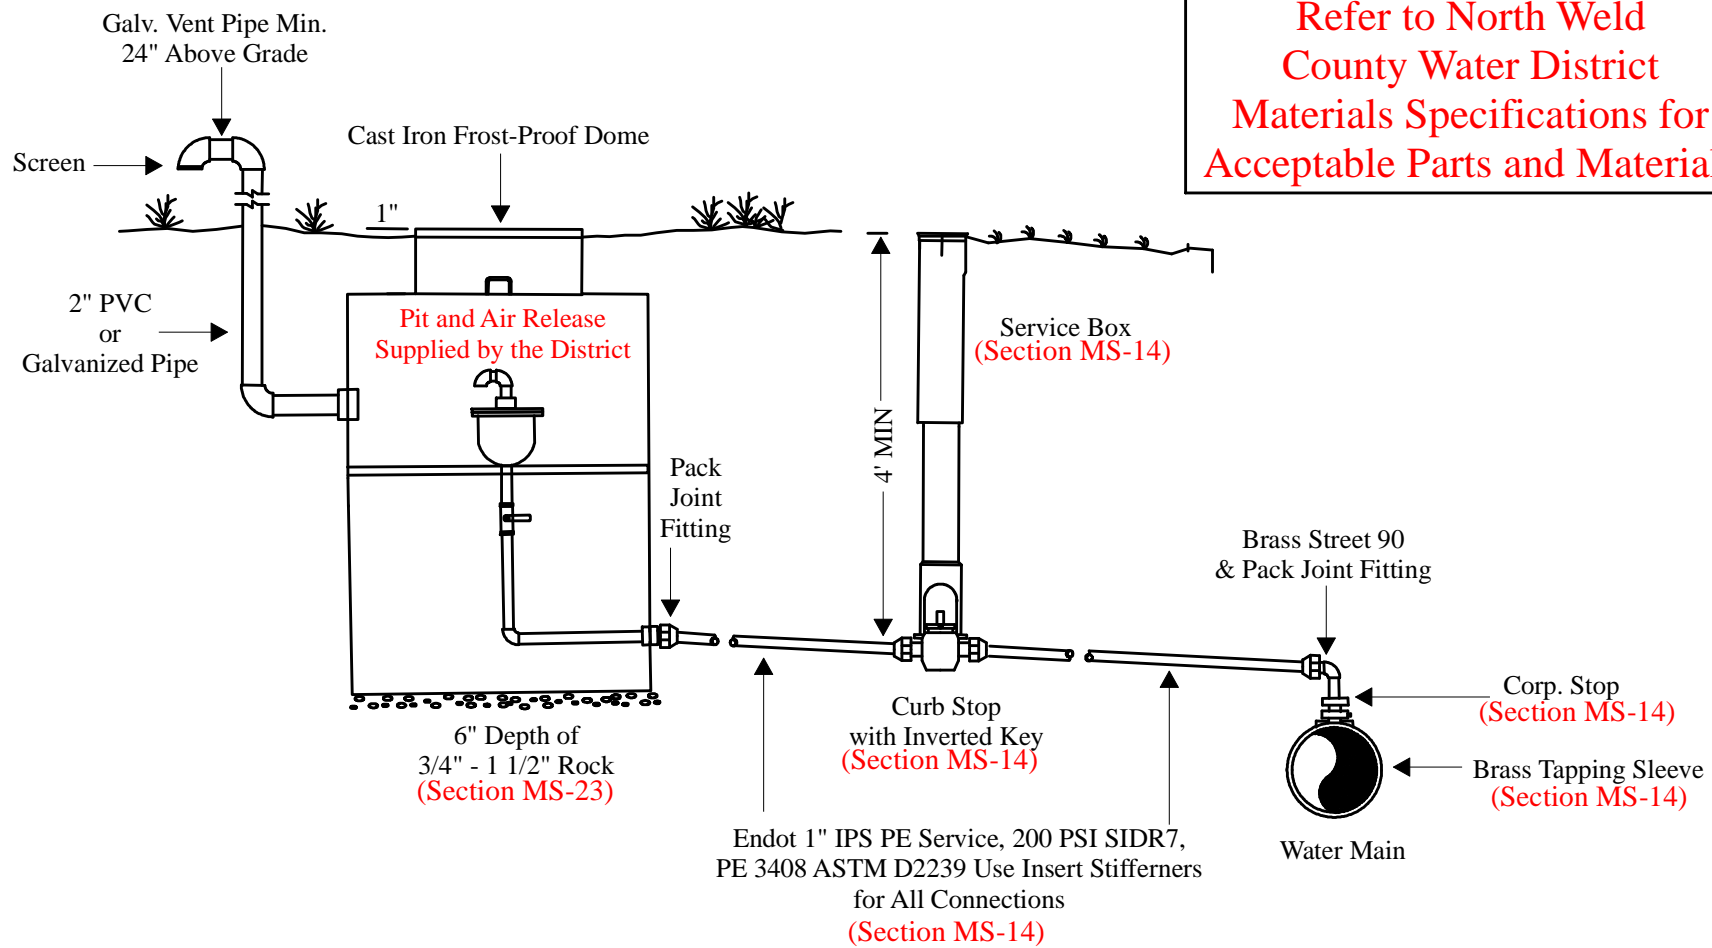 Galv. Vent Pipe Min.
24" Above Grade
Refer to North Weld
County Water District
Materials Specifications for
Acceptable Parts and Material
Screen
Cast Iron Frost-Proof Dome
1"
2" PVC
or
Galvanized Pipe
Pit and Air Release
Supplied by the District
Service Box
(Section MS-14)
4' MIN
Pack
Joint
Fitting
Brass Street 90
& Pack Joint Fitting
Corp. Stop
(Section MS-14)
Curb Stop
with Inverted Key
(Section MS-14)
6" Depth of
3/4" - 1 1/2" Rock
(Section MS-23)
Brass Tapping Sleeve
(Section MS-14)
Water Main
Endot 1" IPS PE Service, 200 PSI SIDR7,
PE 3408 ASTM D2239 Use Insert Stifferners
for All Connections
(Section MS-14)